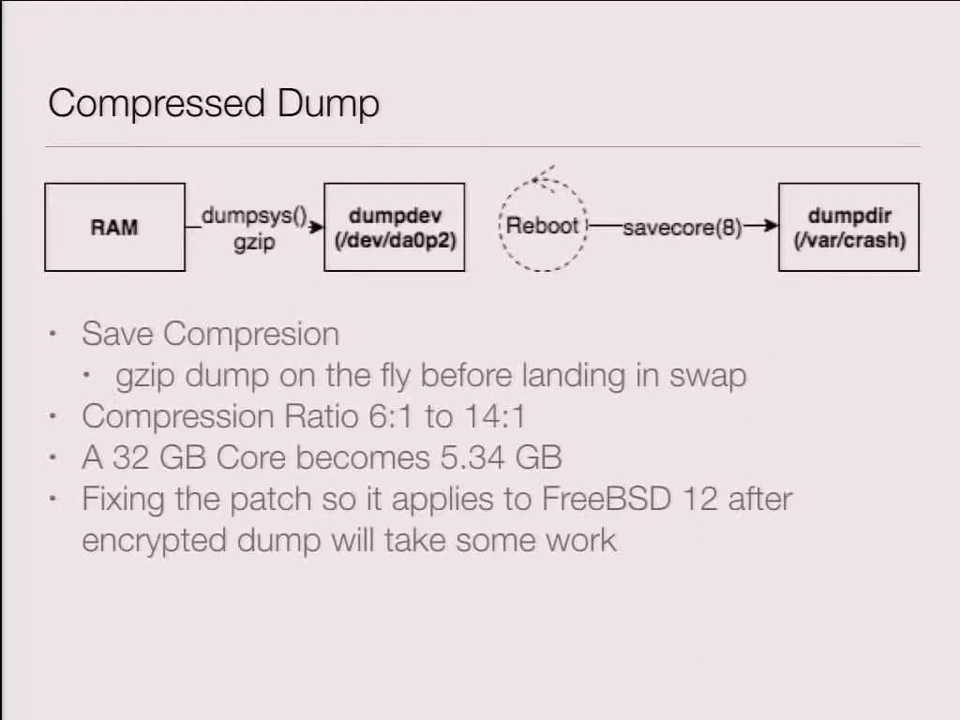 Compressed Dump
RAM
dumpsys()
gzip
dumpdev
(/dev/da0p2)
Reboot
savecore(8)
dumpdir
(/var/crash)
• Save Compresion
• gzip dump on the fly before landing in swap
• Compression Ratio 6:1 to 14:1
• A 32 GB Core becomes 5.34 GB
• Fixing the patch so it applies to FreeBSD 12 after
encrypted dump will take some work